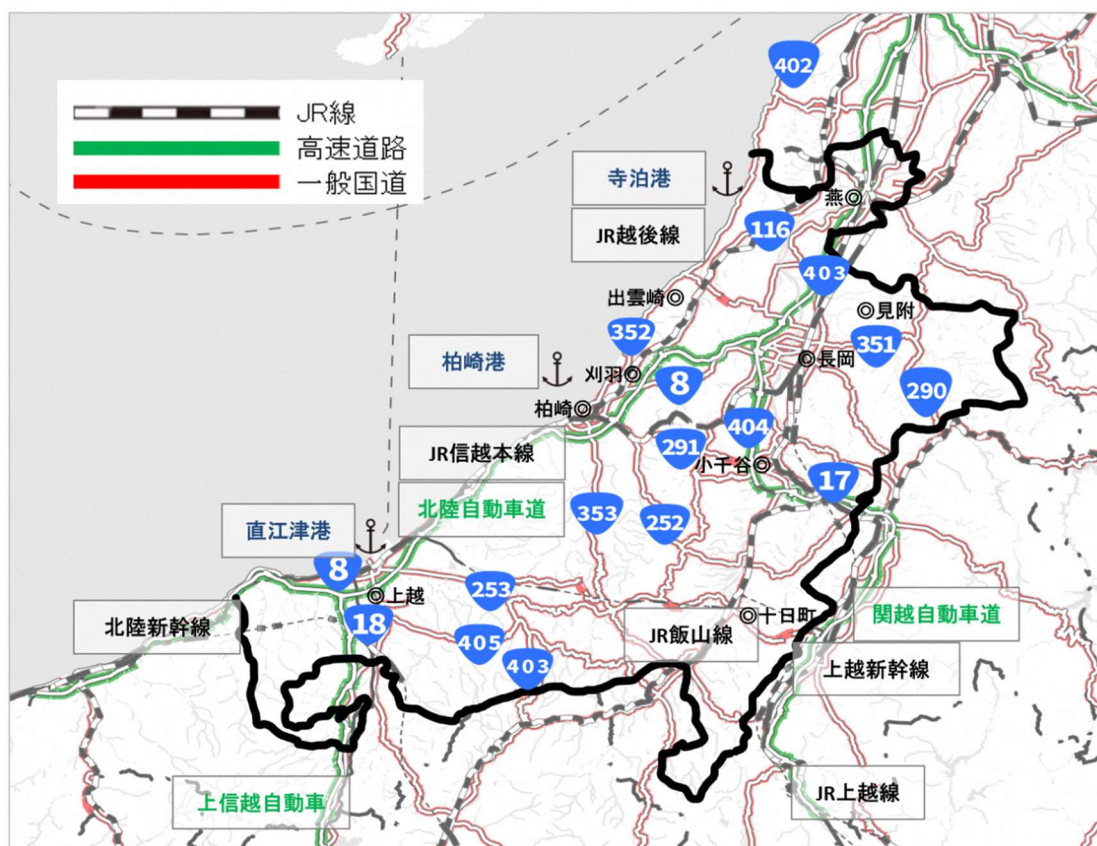 402
JR線
高速道路
一般国道
寺泊港
燕
JR越後線
116
403
出雲崎
見附
352
351
柏崎港
長岡
刈羽
8
290
柏崎
404
JR信越本線
291
小千谷
17
北陸自動車道
353
252
直江津港
8
253
上越
北陸新幹線
18
十日町
関越自動車道
405
JR飯山線
403
上越新幹線
上信越自動車
JR上越線